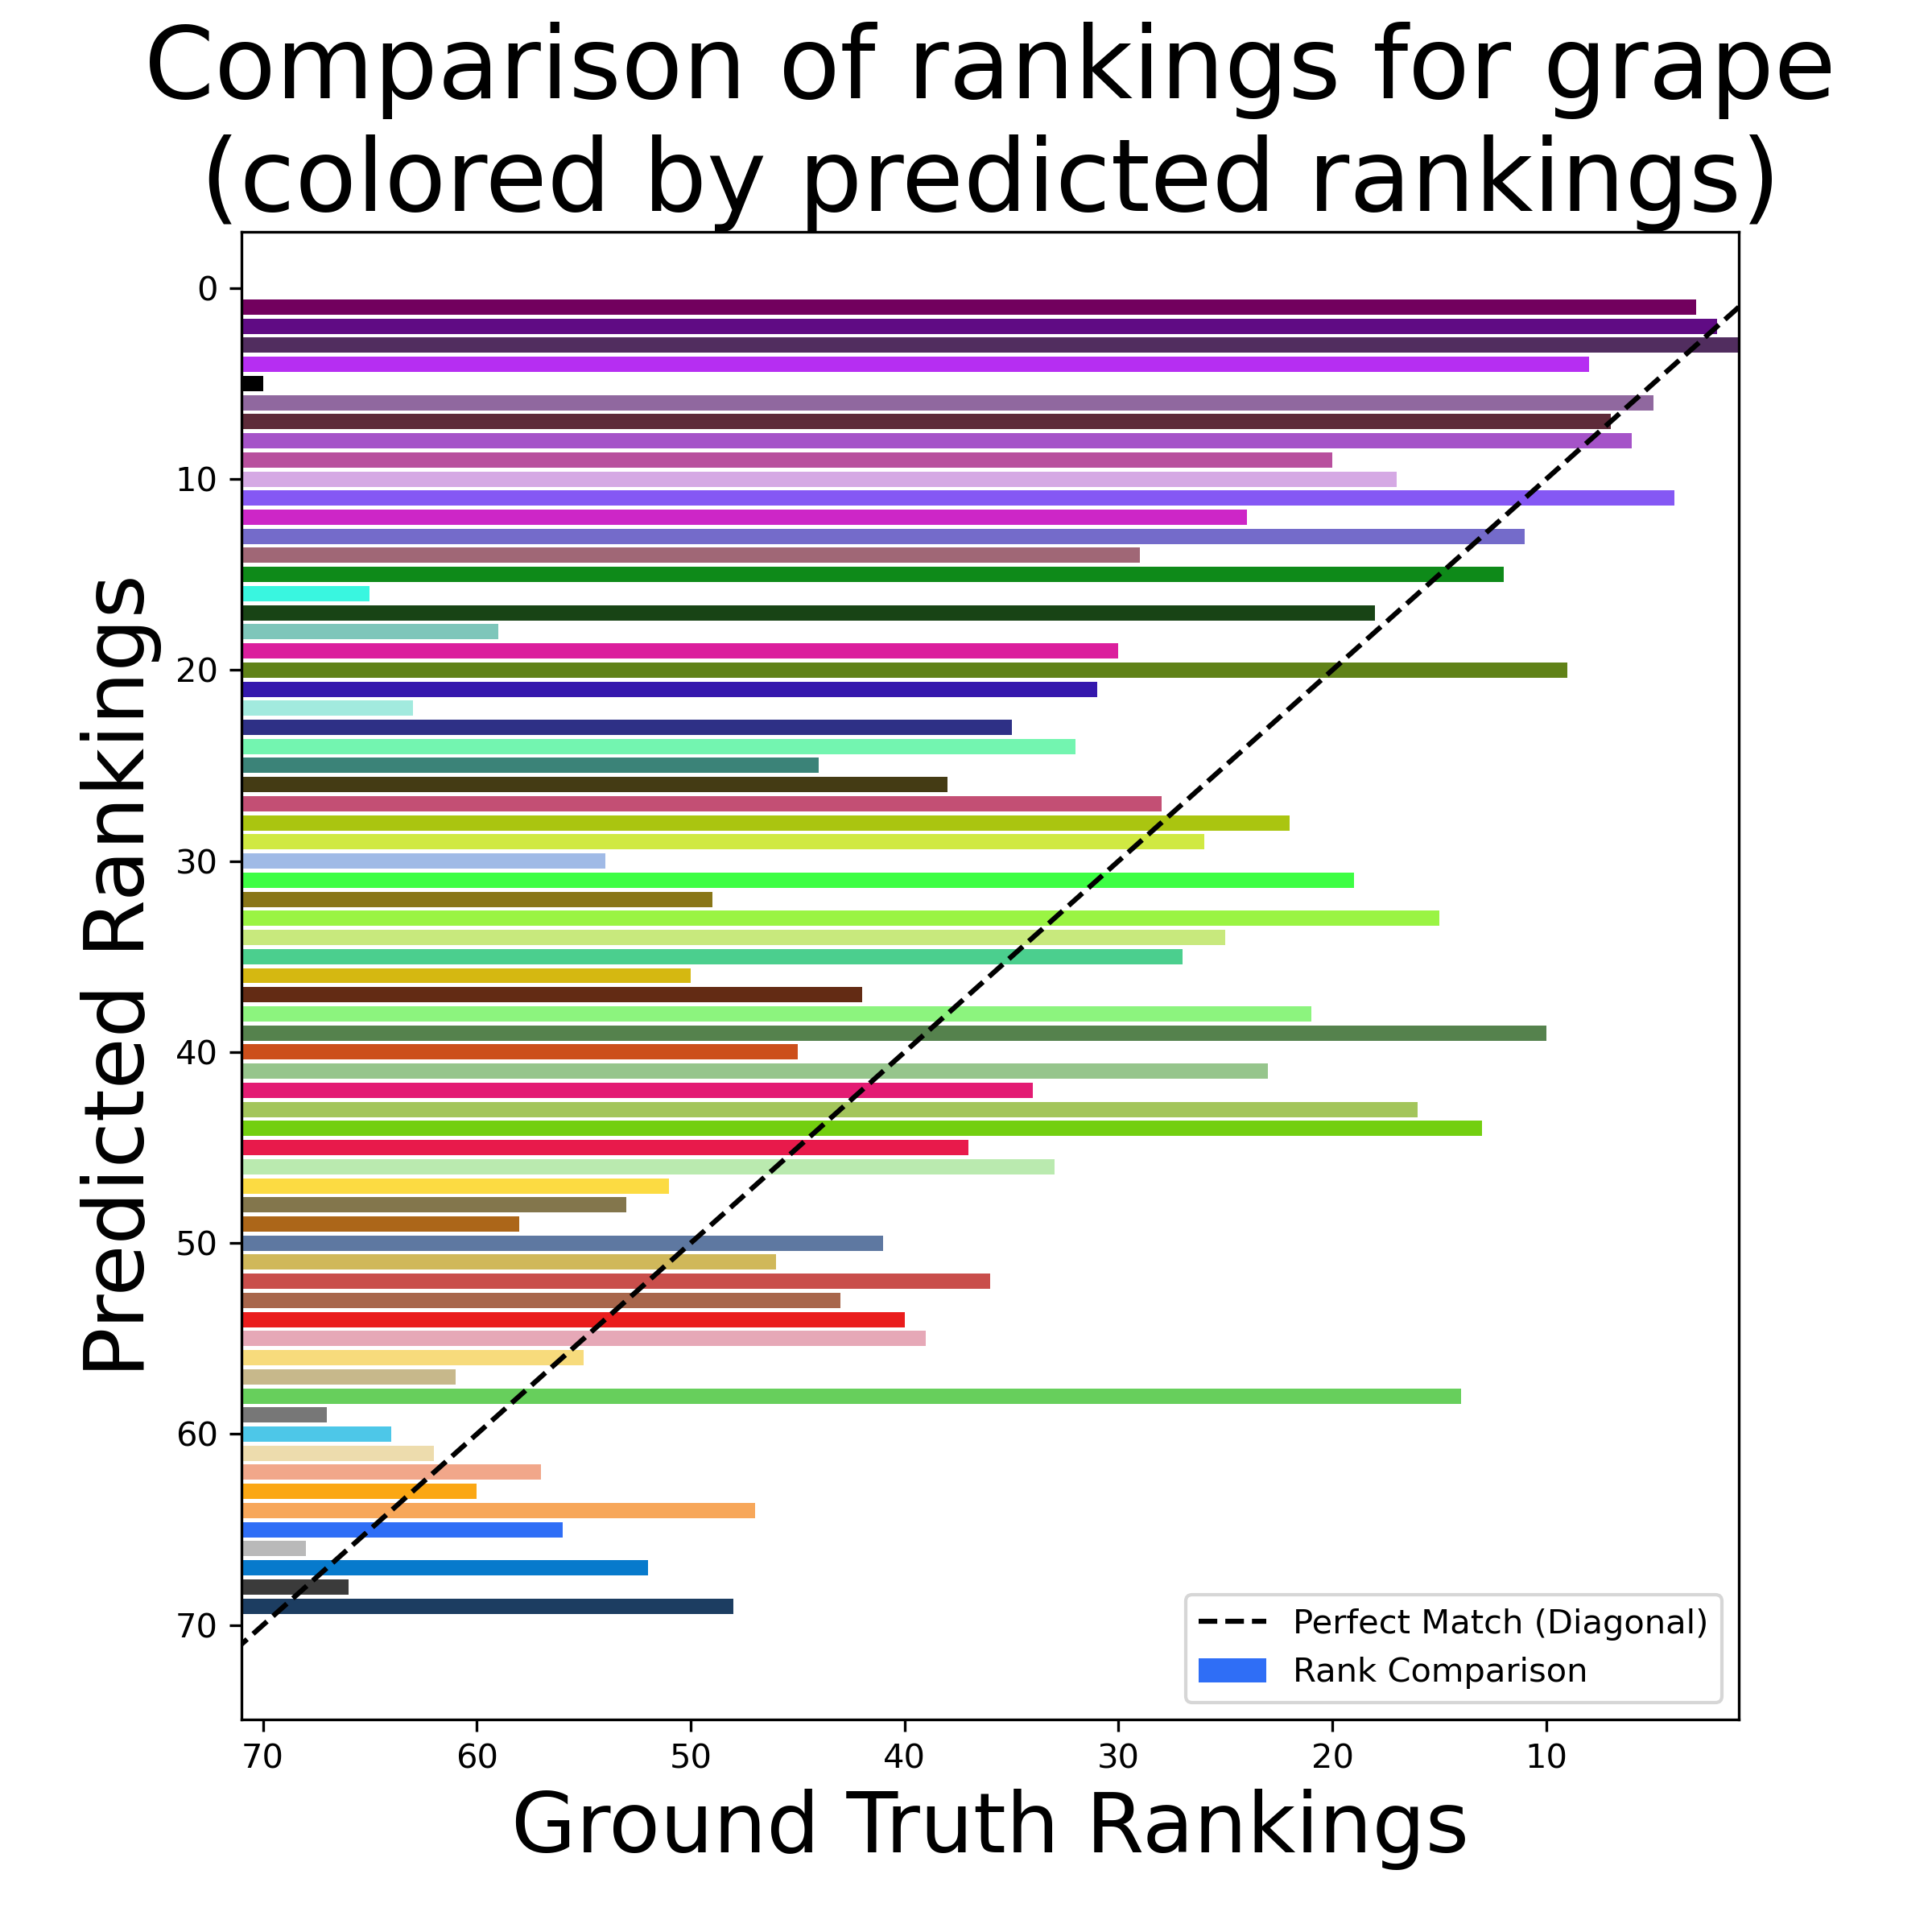 Comparison of rankings for grape
(colored by predicted rankings)
Predicted Rankings
0
10
20
30
40
50
60
70
Perfect Match (Diagonal)
Rank Comparison
70 60 50 40 30 20 10
Ground Truth Rankings